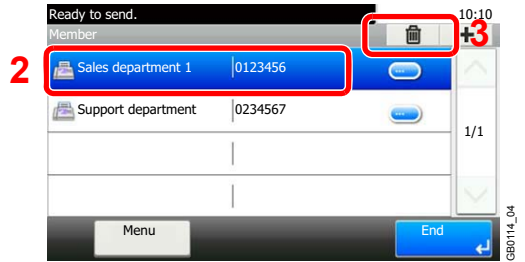 Ready to send. 10:10
Member
3
2
Sales department 1 0123456
Support department 0234567
1/1
Menu End
GB0114_04